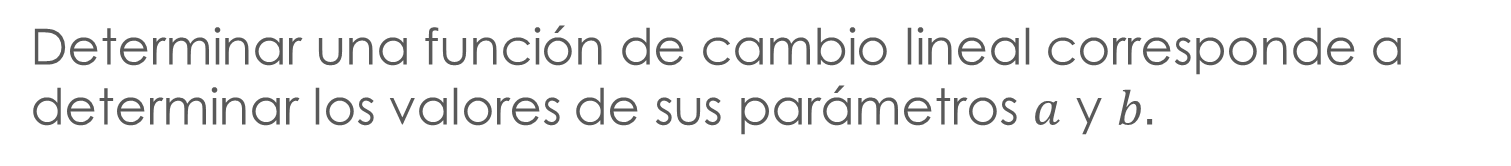 Determinar una función de cambio lineal corresponde a
determinar los valores de sus parámetros a y b.